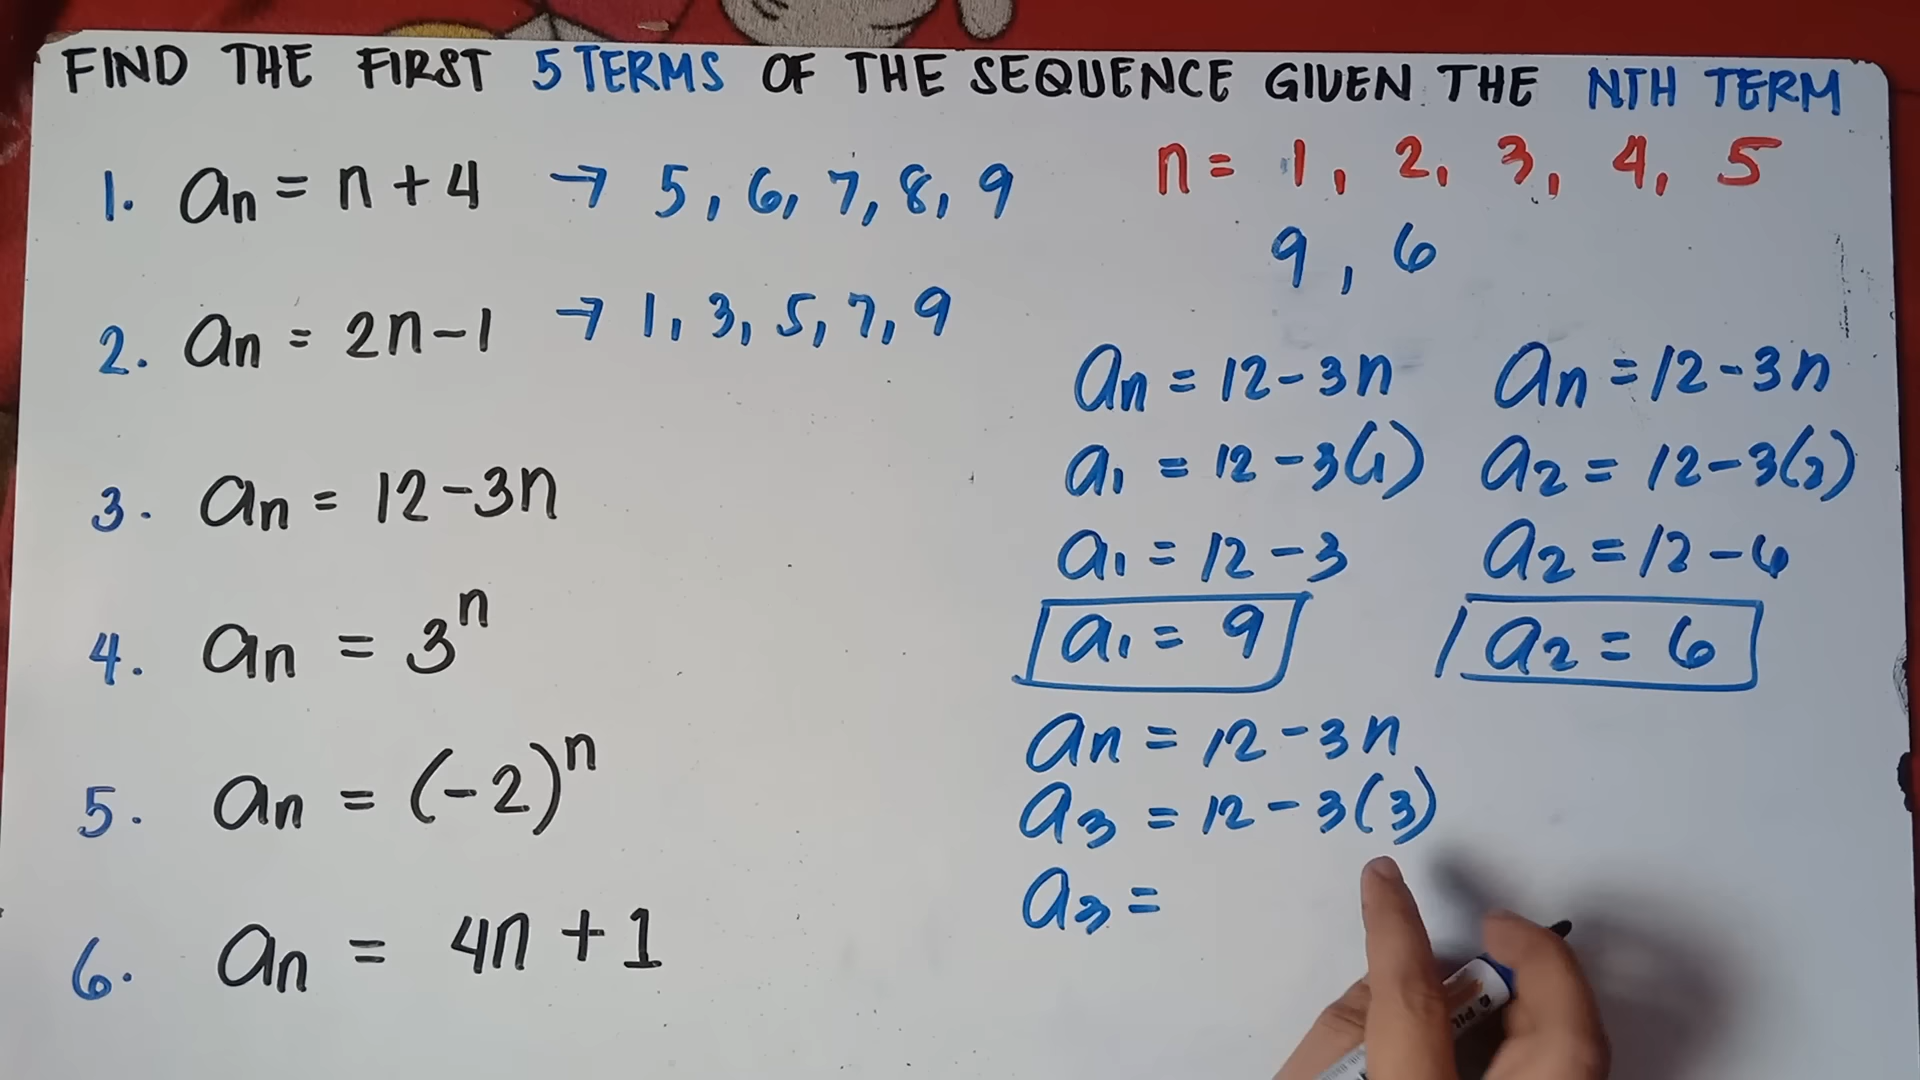 FIND THE FIRST 5 TERMS OF THE SEQUENCE GIVEN THE NTH TERM
1. an = n + 4 → 5, 6, 7, 8, 9
2. an = 2n - 1 → 1, 3, 5, 7, 9
3. an = 12 - 3n
4. an = 3^n
5. an = (-2)^n
6. an = 4n + 1
n = 1, 2, 3, 4, 5
9, 6
an = 12 - 3n
a1 = 12 - 3(1)
a1 = 12 - 3
a1 = 9
an = 12 - 3n
a2 = 12 - 3(2)
a2 = 12 - 6
a2 = 6
an = 12 - 3n
a3 = 12 - 3(3)
a3 =